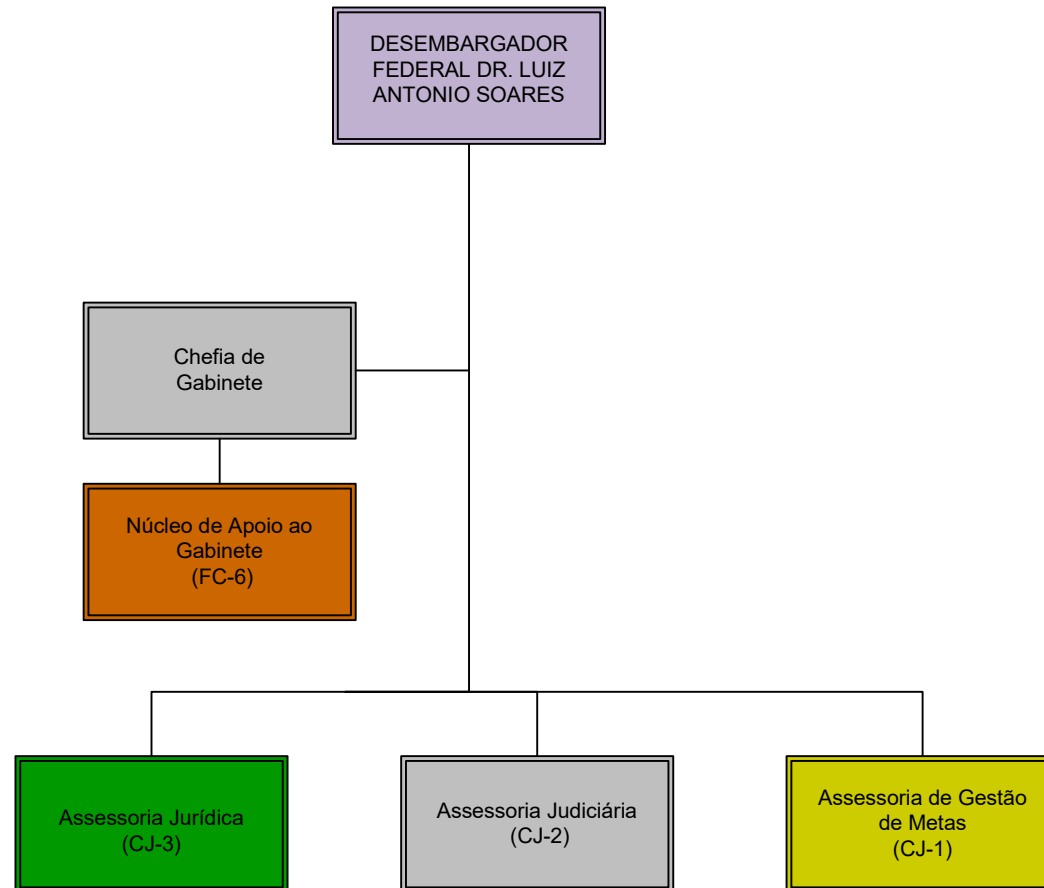 DESEMBARGADOR
FEDERAL DR. LUIZ
ANTONIO SOARES
Chefia de
Gabinete
Núcleo de Apoio ao
Gabinete
(FC-6)
Assessoria Jurídica
(CJ-3)
Assessoria Judiciária
(CJ-2)
Assessoria de Gestão
de Metas
(CJ-1)